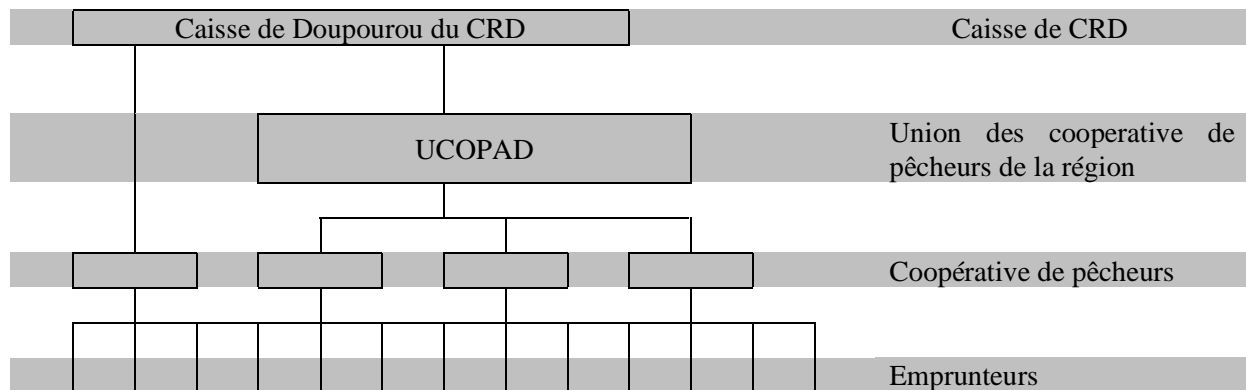 Caisse de Doupourou du CRD
Caisse de CRD
UCOPAD
Union des cooperative de
pêcheurs de la région
Coopérative de pêcheurs
Emprunteurs